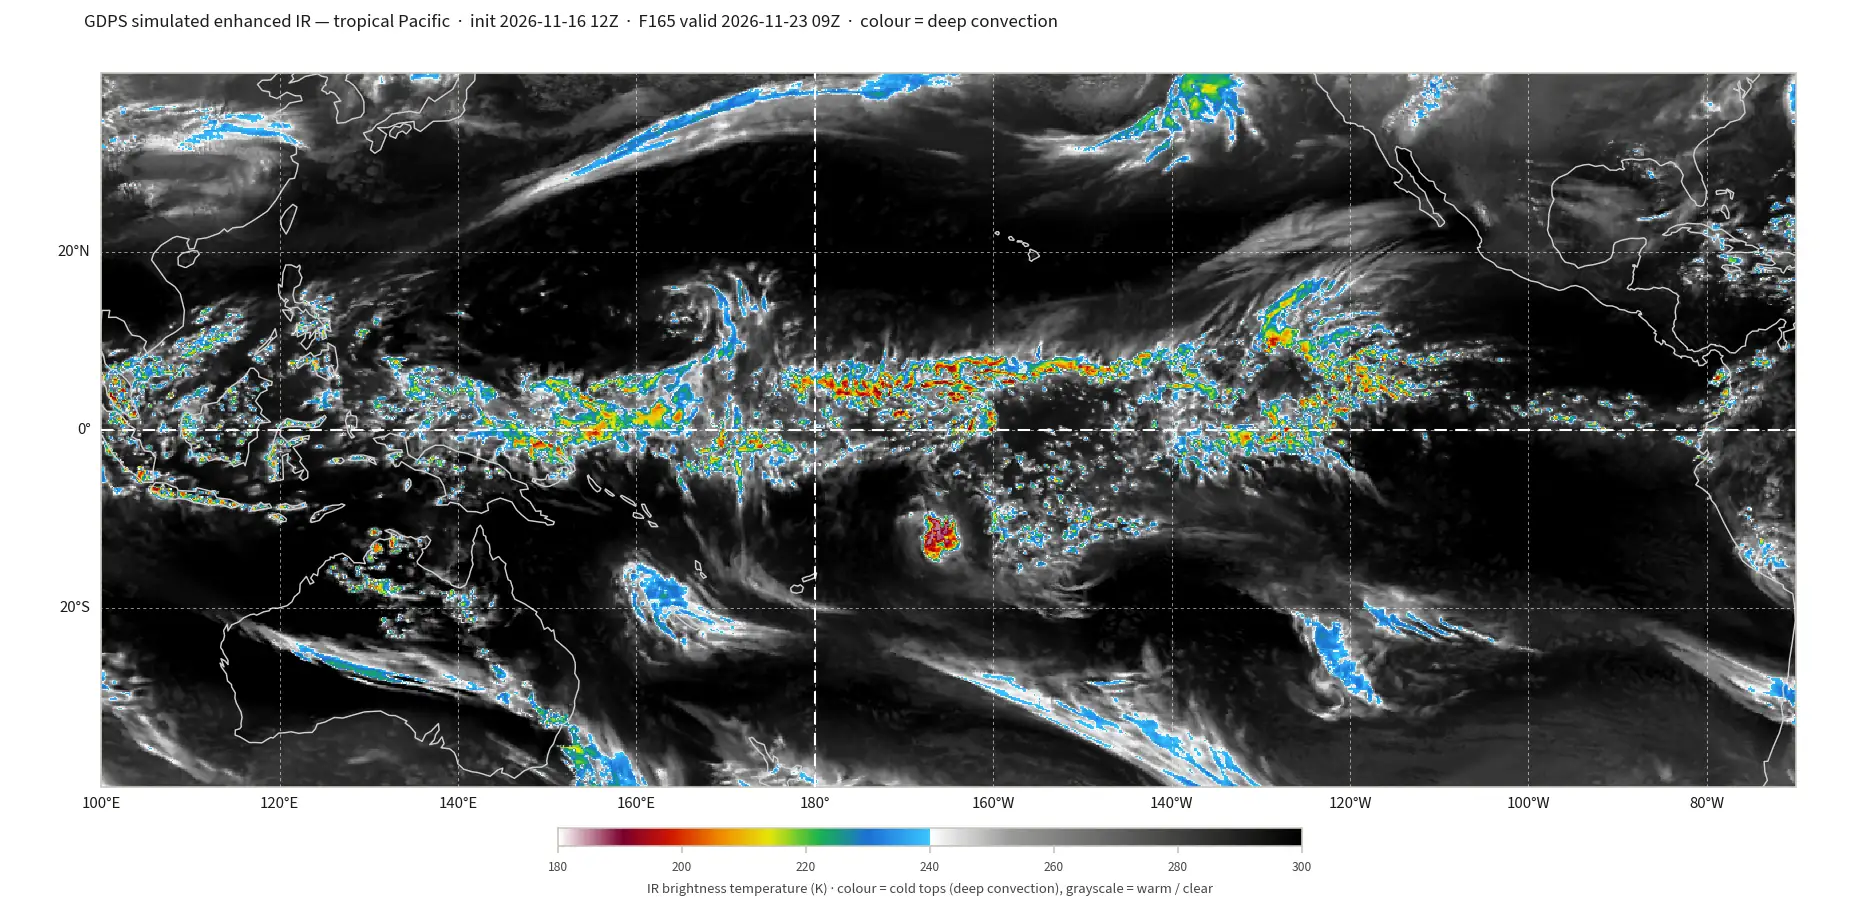 GDPS simulated enhanced IR — tropical Pacific · init 2026-11-16 12Z · F165 valid 2026-11-23 09Z · colour = deep convection
20°N
0°
20°S
100°E 120°E 140°E 160°E 180° 160°W 140°W 120°W 100°W 80°W
180 200 220 240 260 280 300
IR brightness temperature (K) · colour = cold tops (deep convection), grayscale = warm / clear